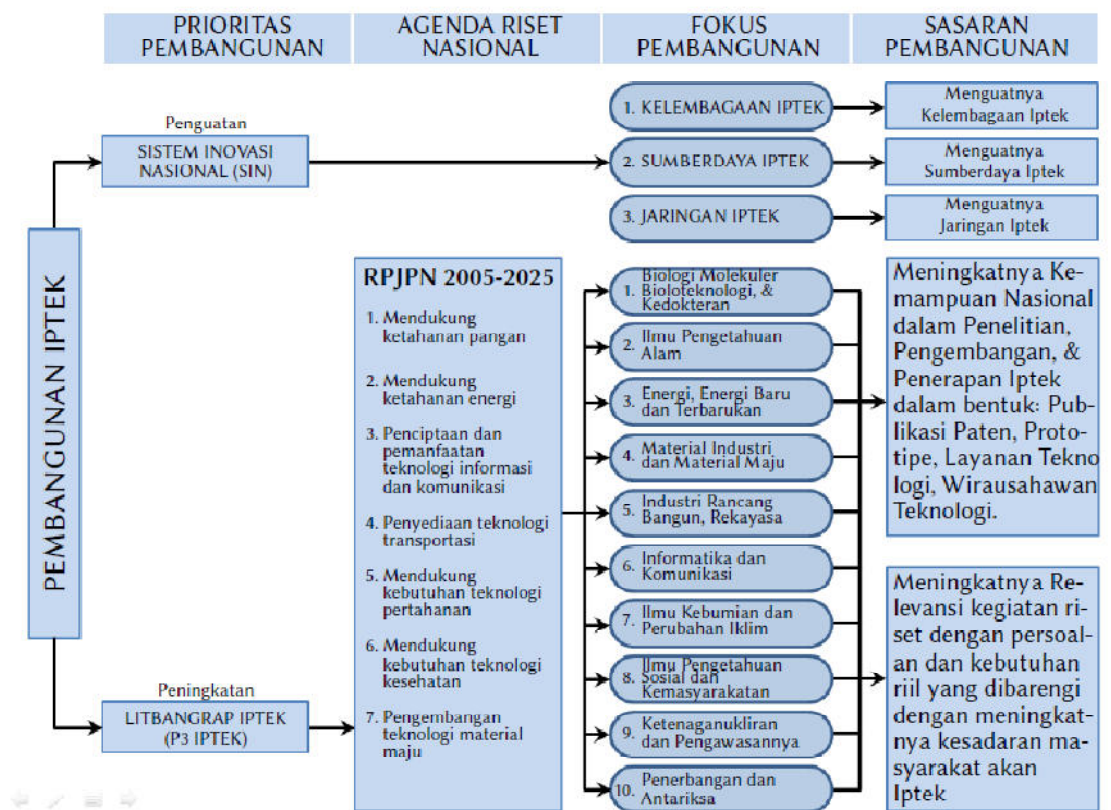 PRIORITAS
PEMBANGUNAN
AGENDA RISET
NASIONAL
FOKUS
PEMBANGUNAN
SASARAN
PEMBANGUNAN
PEMBANGUNAN IPTEK
Penguatan
SISTEM INOVASI
NASIONAL (SIN)
1. KELEMBAGAAN IPTEK
2. SUMBERDAYA IPTEK
3. JARINGAN IPTEK
Menguatnya
Kelembagaan Iptek
Menguatnya
Sumberdaya Iptek
Menguatnya
Jaringan Iptek
Peningkatan
LITBANGRAP IPTEK
(P3 IPTEK)
RPJPN 2005-2025
1. Mendukung
ketahanan pangan
2. Mendukung
ketahanan energi
3. Penciptaan dan
pemanfaatan
teknologi informasi
dan komunikasi
4. Penyediaan teknologi
transportasi
5. Mendukung
kebutuhan teknologi
pertahanan
6. Mendukung
kebutuhan teknologi
kesehatan
7. Pengembangan
teknologi material
maju
Biologi Molekuler
1. Bioloteknologi, &
Kedokteran
2. Ilmu Pengetahuan
Alam
3. Energi, Energi Baru
dan Terbarukan
4. Material Industri
dan Material Maju
5. Industri Rancang
Bangun, Rekayasa
6. Informatika dan
Komunikasi
7. Ilmu Kebumian dan
Perubahan Iklim
Ilmu Pengetahuan
8. Sosial dan
Kemasyarakatan
9. Ketenaganukliran
dan Pengawasannya
10. Penerbangan dan
Antariksa
Meningkatnya Ke-
mampuan Nasional
dalam Penelitian,
Pengembangan, &
Penerapan Iptek
dalam bentuk: Pub-
likasi Paten, Proto-
tipe, Layanan Tekno
logi, Wirausahawan
Teknologi.
Meningkatnya Re-
levansi kegiatan ri-
set dengan persoal-
an dan kebutuhan
riil yang dibarengi
dengan meningkat-
nya kesadaran ma-
syarakat akan
Iptek